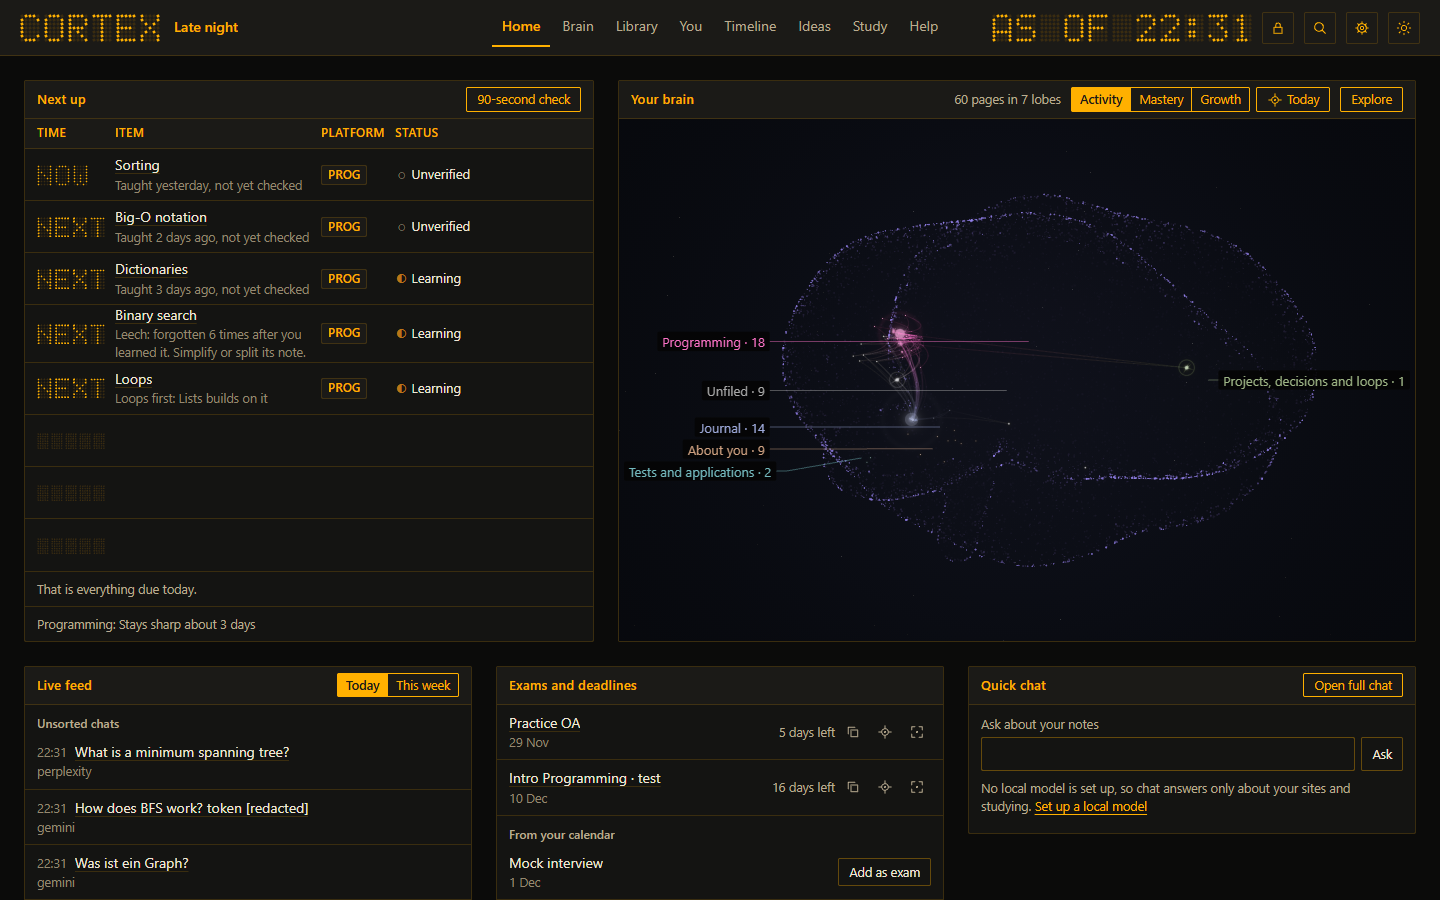 CORTEX Late night Home Brain Library You Timeline Ideas Study Help AS OF 22:31
Next up 90-second check
TIME ITEM PLATFORM STATUS
NOW Sorting PROG Unverified
Taught yesterday, not yet checked
NEXT Big-O notation PROG Unverified
Taught 2 days ago, not yet checked
NEXT Dictionaries PROG Learning
Taught 3 days ago, not yet checked
NEXT Binary search PROG Learning
Leech: forgotten 6 times after you
learned it. Simplify or split its note.
NEXT Loops PROG Learning
Loops first: Lists builds on it
That is everything due today.
Programming: Stays sharp about 3 days
Your brain 60 pages in 7 lobes Activity Mastery Growth Today Explore
Programming · 18
Projects, decisions and loops · 1
Unfiled · 9
Journal · 14
About you · 9
Tests and applications · 2
Live feed Today This week
Unsorted chats
22:31 What is a minimum spanning tree?
perplexity
22:31 How does BFS work? token [redacted]
gemini
22:31 Was ist ein Graph?
gemini
Exams and deadlines
Practice OA 5 days left
29 Nov
Intro Programming · test 16 days left
10 Dec
From your calendar
Mock interview Add as exam
1 Dec
Quick chat Open full chat
Ask about your notes
Ask
No local model is set up, so chat answers only about your sites and
studying. Set up a local model